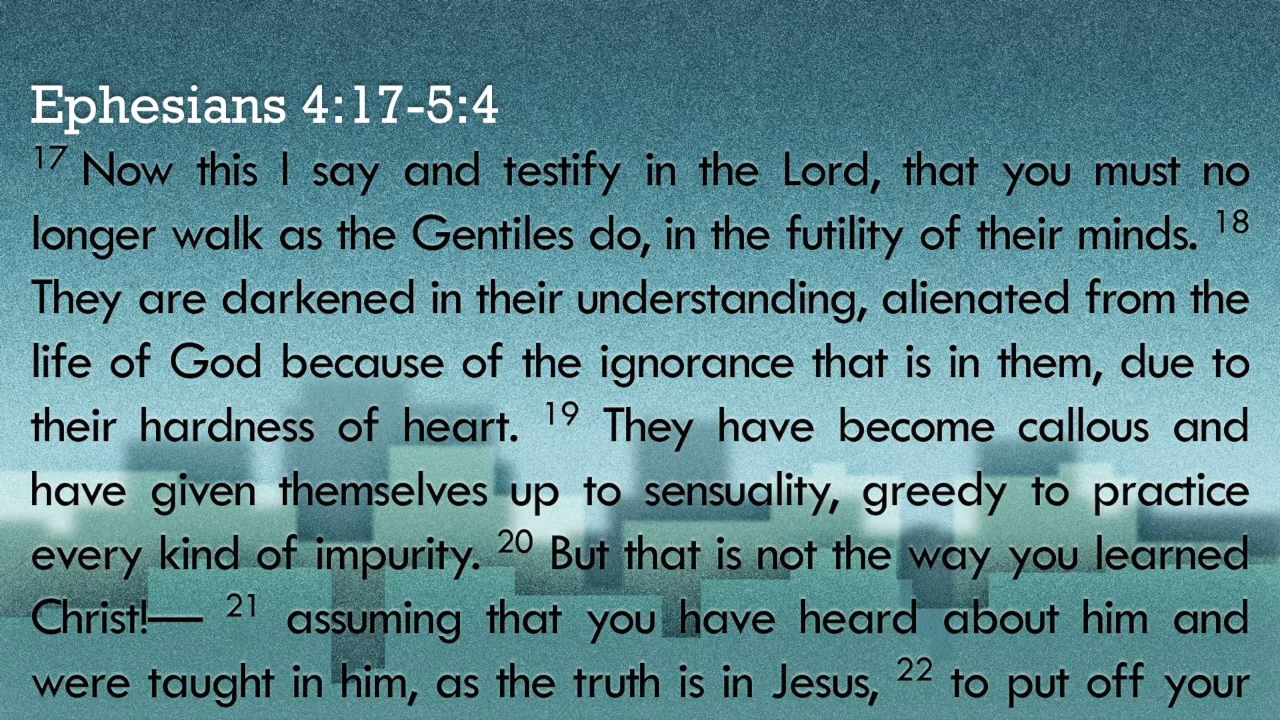 Ephesians 4:17-5:4
17 Now this I say and testify in the Lord, that you must no
longer walk as the Gentiles do, in the futility of their minds. 18
They are darkened in their understanding, alienated from the
life of God because of the ignorance that is in them, due to
their hardness of heart. 19 They have become callous and
have given themselves up to sensuality, greedy to practice
every kind of impurity. 20 But that is not the way you learned
Christ!— 21 assuming that you have heard about him and
were taught in him, as the truth is in Jesus, 22 to put off your